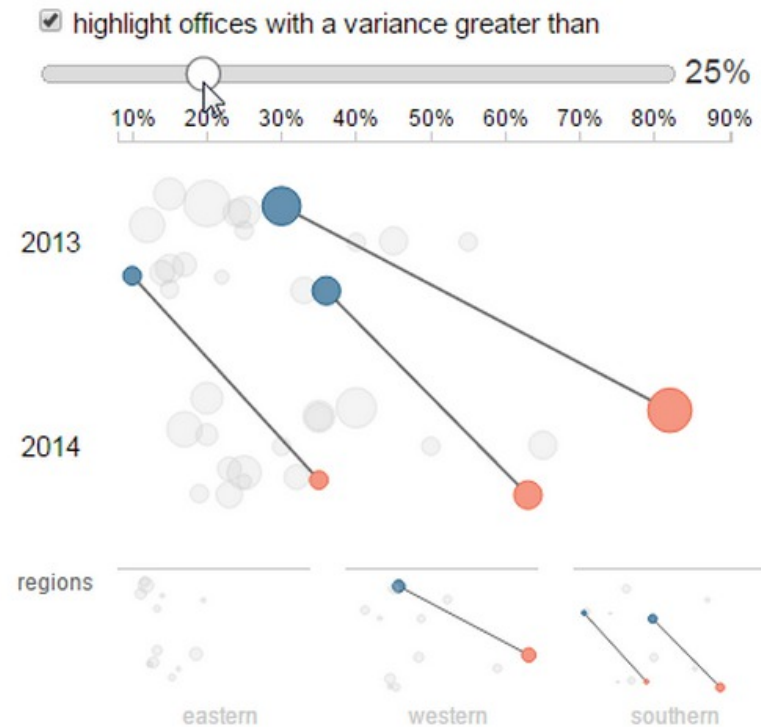 highlight offices with a variance greater than
25%
10% 20% 30% 40% 50% 60% 70% 80% 90%
2013
2014
regions
eastern western southern